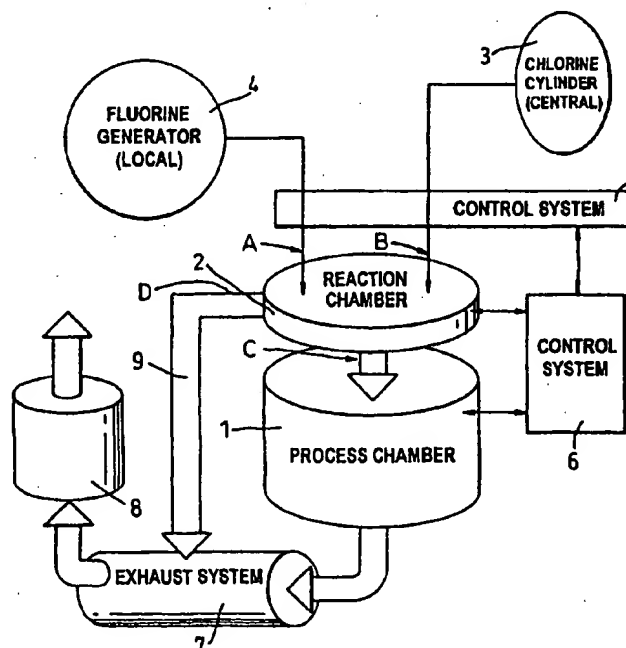 3
CHLORINE
CYLINDER
(CENTRAL)
4
FLUORINE
GENERATOR
(LOCAL)
CONTROL SYSTEM
A
B
2
REACTION
CHAMBER
D
C
CONTROL
SYSTEM
9
1
PROCESS CHAMBER
6
8
EXHAUST SYSTEM
7